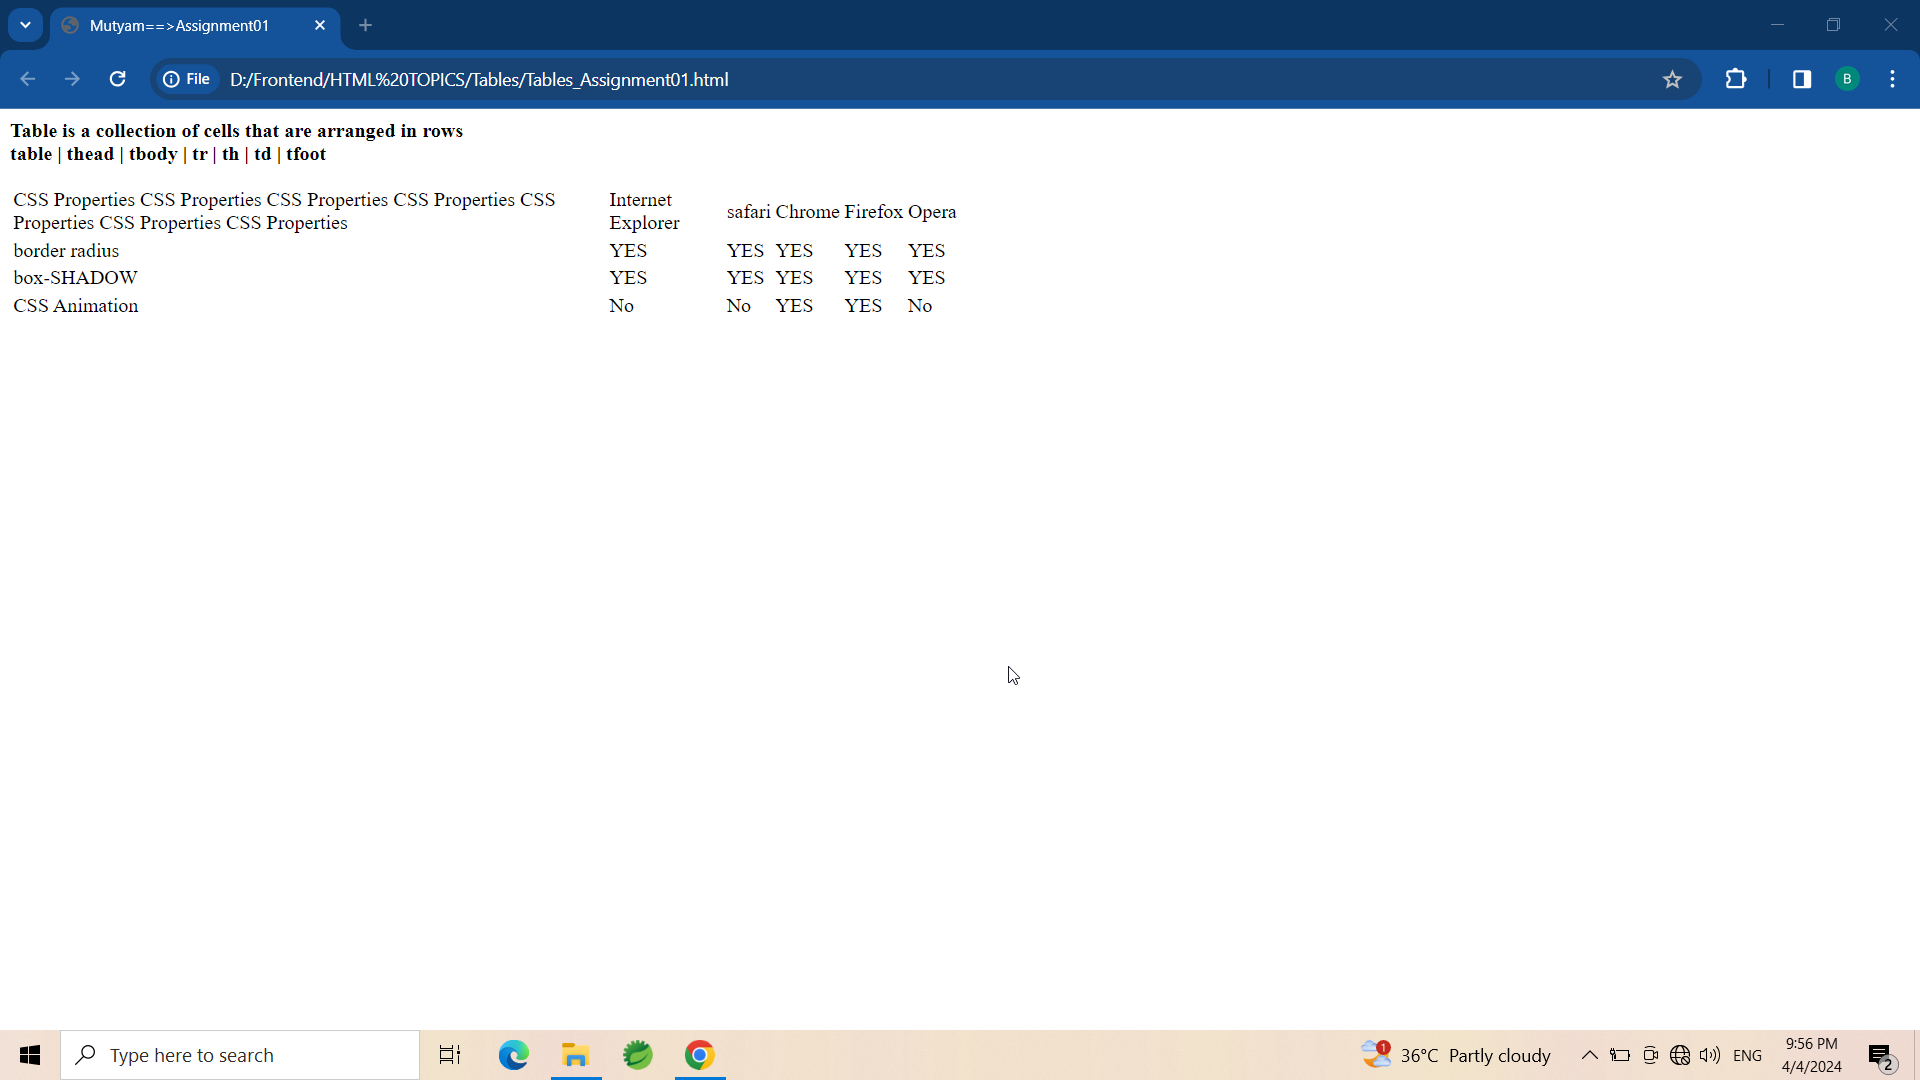 Mutyam==>Assignment01
File D:/Frontend/HTML%20TOPICS/Tables/Tables_Assignment01.html
B
Table is a collection of cells that are arranged in rows
table | thead | tbody | tr | th | td | tfoot
CSS Properties CSS Properties CSS Properties CSS Properties CSS
Properties CSS Properties CSS Properties
Internet
Explorer
safari Chrome Firefox Opera
border radius YES YES YES YES YES
box-SHADOW YES YES YES YES YES
CSS Animation No No YES YES No
Type here to search
1
36°C Partly cloudy
ENG
9:56 PM
4/4/2024
2